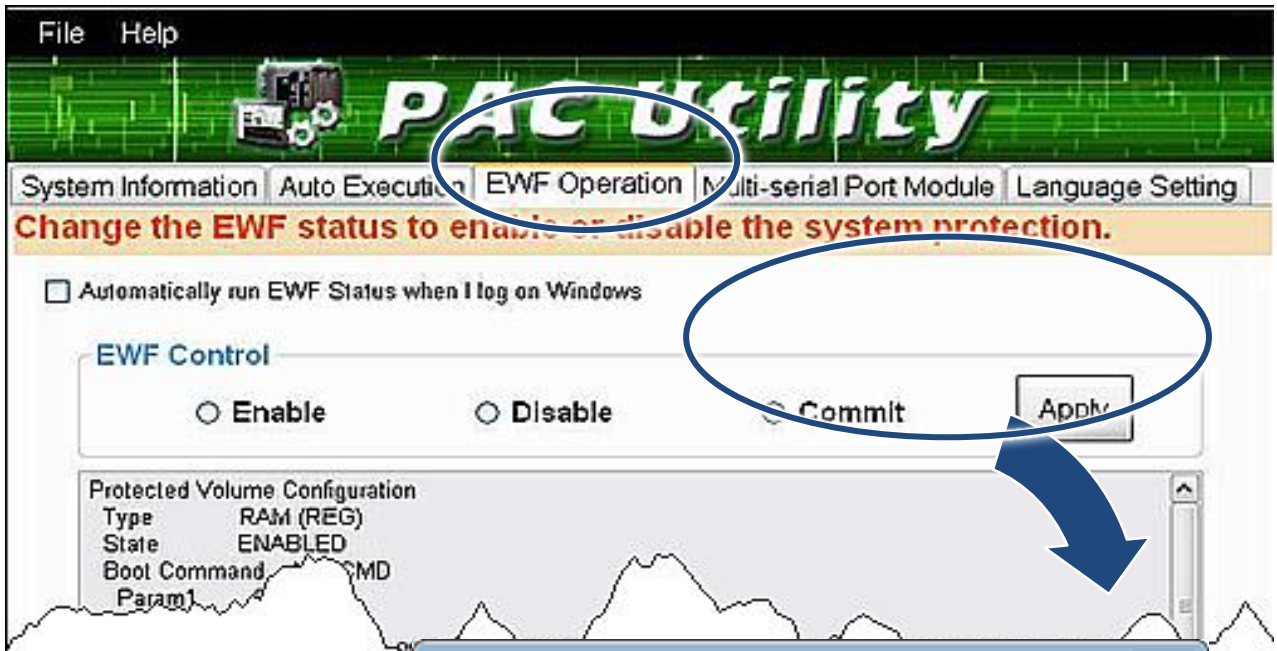 File Help
PAC Utility
System Information Auto Execution EWF Operation Multi-serial Port Module Language Setting
Change the EWF status to enable or disable the system protection.
Automatically run EWF Status when I log on Windows
EWF Control
Enable Disable Commit Apply
Protected Volume Configuration
Type RAM (REG)
State ENABLED
Boot Command
Param1